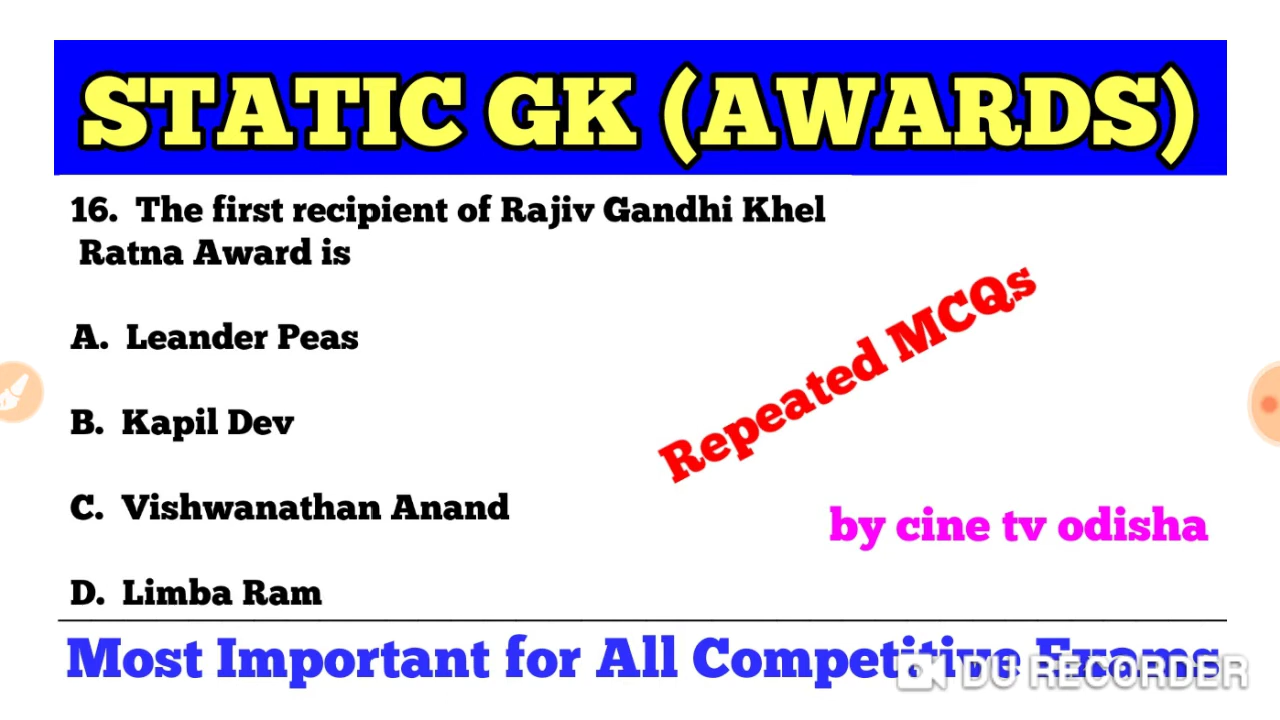 STATIC GK (AWARDS)
16. The first recipient of Rajiv Gandhi Khel
Ratna Award is
A. Leander Peas
B. Kapil Dev
C. Vishwanathan Anand
D. Limba Ram
Repeated MCQs
by cine tv odisha
Most Important for All Competitive Exams
DU RECORDER